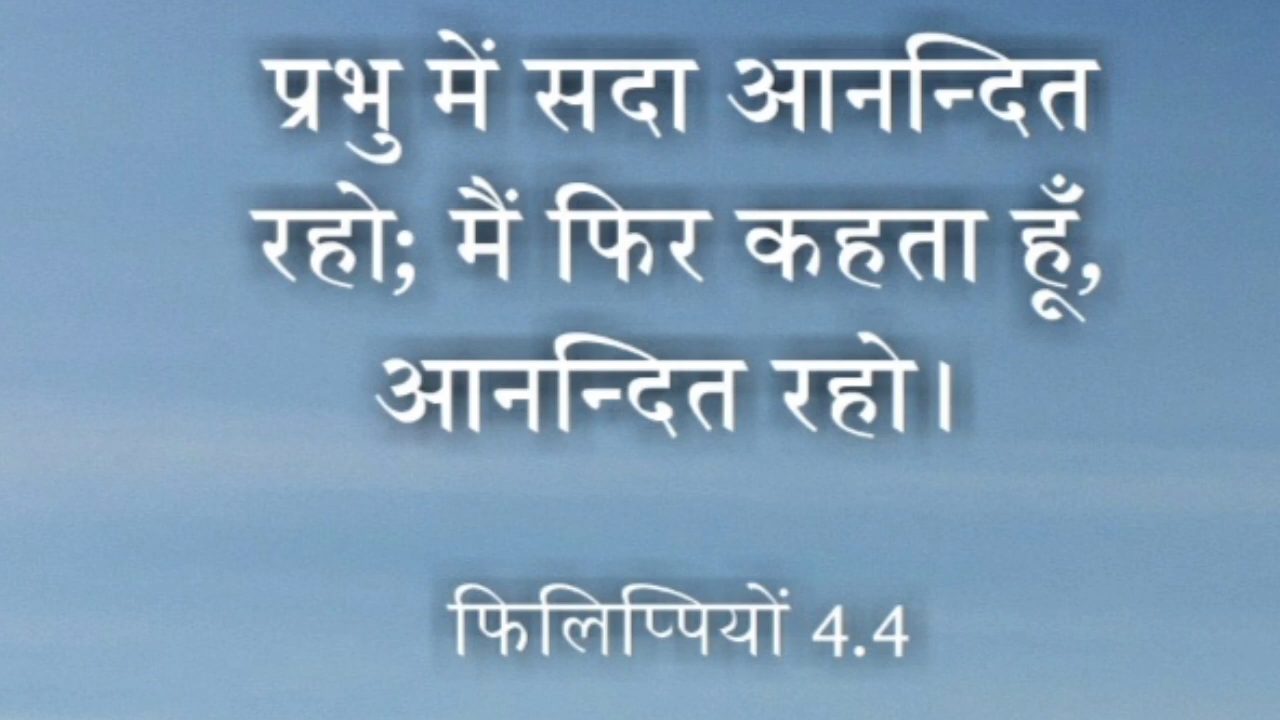 प्रभु में सदा आनन्दित
रहो; मैं फिर कहता हूँ,
आनन्दित रहो।
फिलिप्पियों 4.4